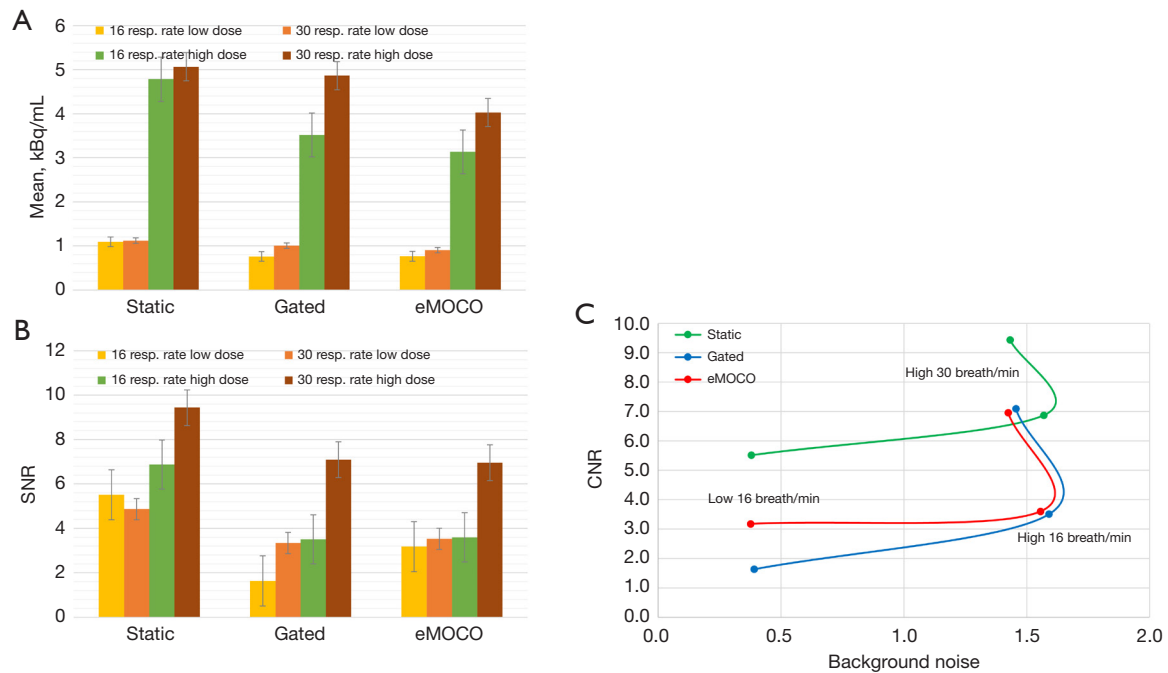 A
6
5
4
3
2
1
0
Mean, kBq/mL
16 resp. rate low dose
30 resp. rate low dose
16 resp. rate high dose
30 resp. rate high dose
Static
Gated
eMOCO
B
12
10
8
6
4
2
0
SNR
16 resp. rate low dose
30 resp. rate low dose
16 resp. rate high dose
30 resp. rate high dose
Static
Gated
eMOCO
C
10.0
9.0
8.0
7.0
6.0
5.0
4.0
3.0
2.0
1.0
0.0
CNR
Static
Gated
eMOCO
High 30 breath/min
Low 16 breath/min
High 16 breath/min
0.0
0.5
1.0
1.5
2.0
Background noise